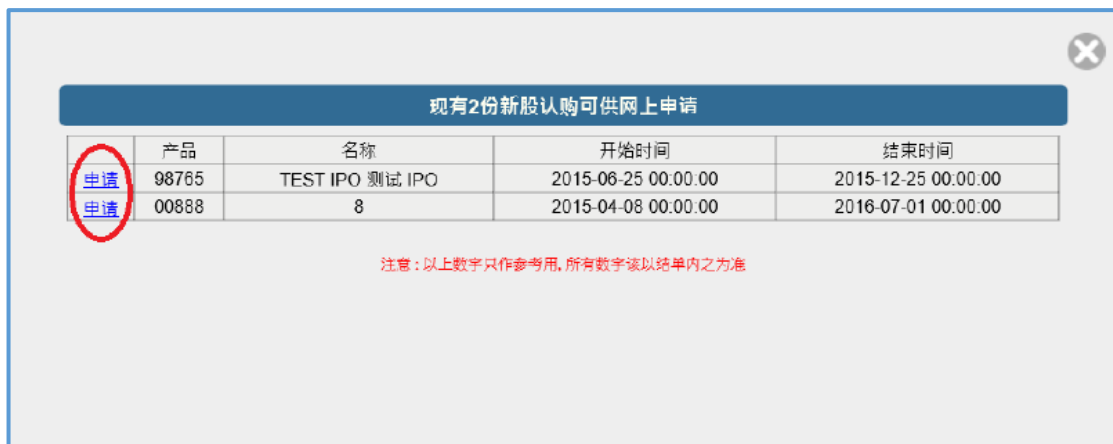 现有2份新股认购可供网上申请
产品 名称 开始时间 结束时间
申请 98765 TEST IPO 测试 IPO 2015-06-25 00:00:00 2015-12-25 00:00:00
申请 00888 8 2015-04-08 00:00:00 2016-07-01 00:00:00
注意 : 以上数字只作参考用, 所有数字该以结单内之为准